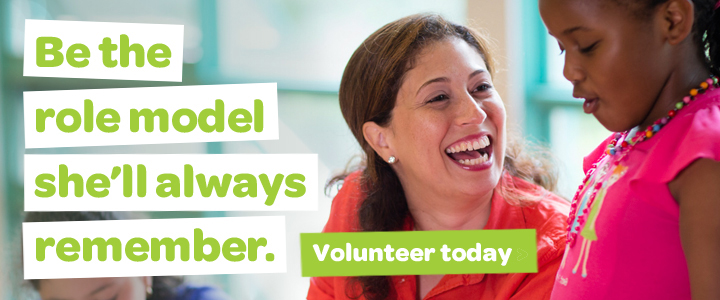 Be the
role model
she'll always
remember.
Volunteer today